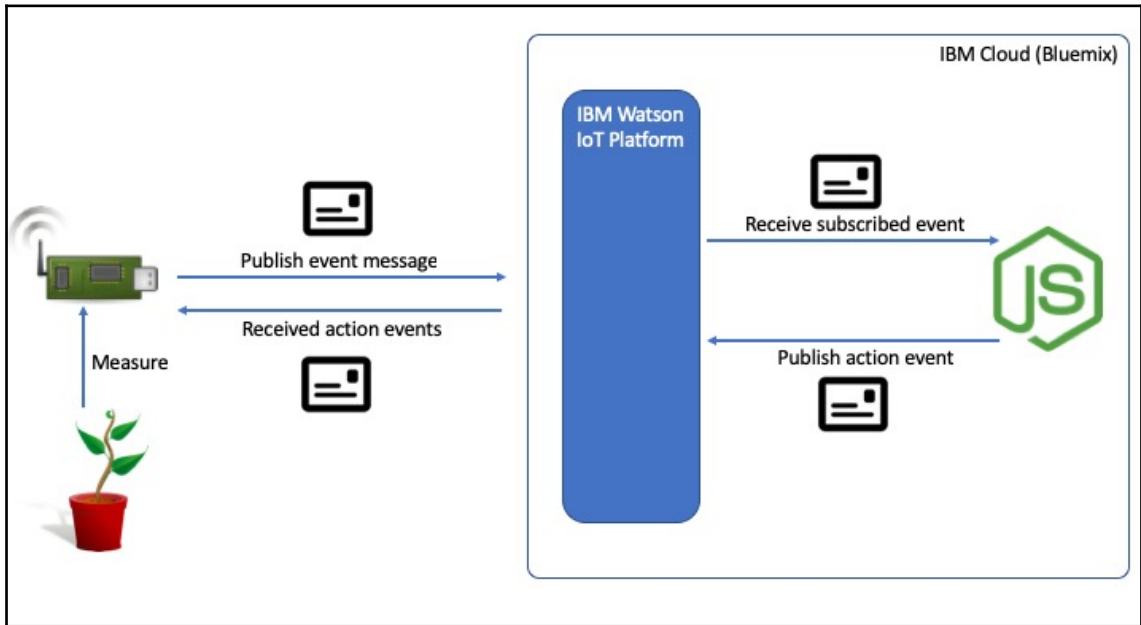 IBM Cloud (Bluemix)
IBM Watson
IoT Platform
Publish event message
Received action events
Measure
Receive subscribed event
Publish action event
JS